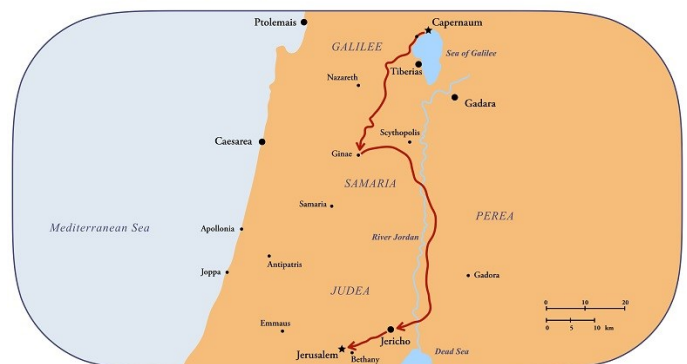 Ptolemais
Capernaum
GALILEE
Sea of Galilee
Tiberias
Nazareth
Gadara
Scythopolis
Caesarea
Ginae
SAMARIA
Samaria
PEREA
Mediterranean Sea
Apollonia
River Jordan
Antipatris
Joppa
Gadora
JUDEA
0 10 20
Emmaus
0 5 10 km
Jericho
Jerusalem
Bethany
Dead Sea